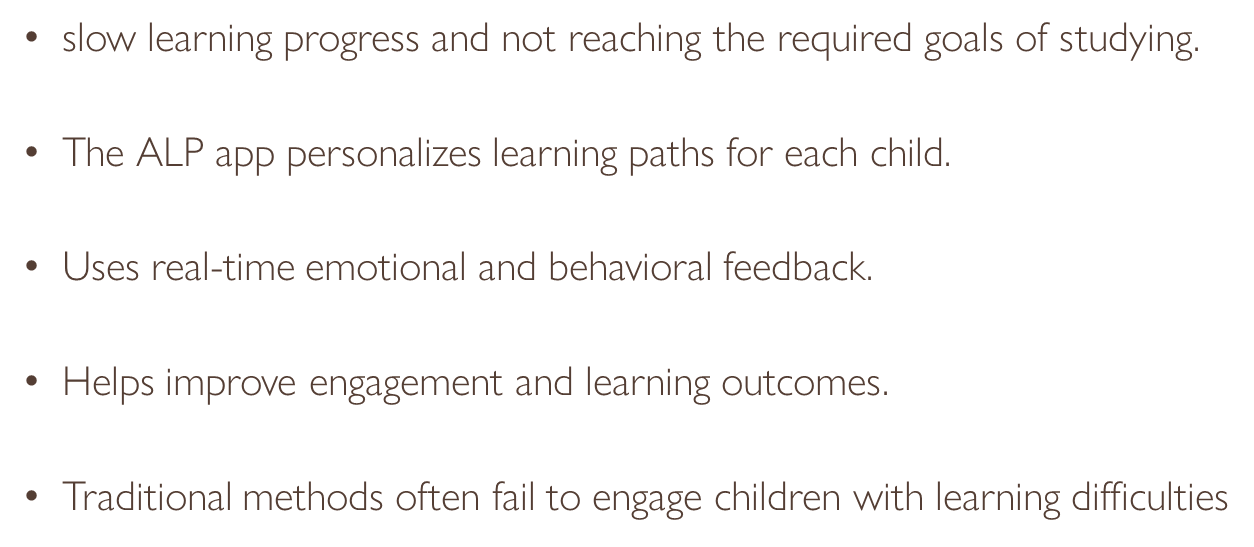 • slow learning progress and not reaching the required goals of studying.
• The ALP app personalizes learning paths for each child.
• Uses real-time emotional and behavioral feedback.
• Helps improve engagement and learning outcomes.
• Traditional methods often fail to engage children with learning difficulties